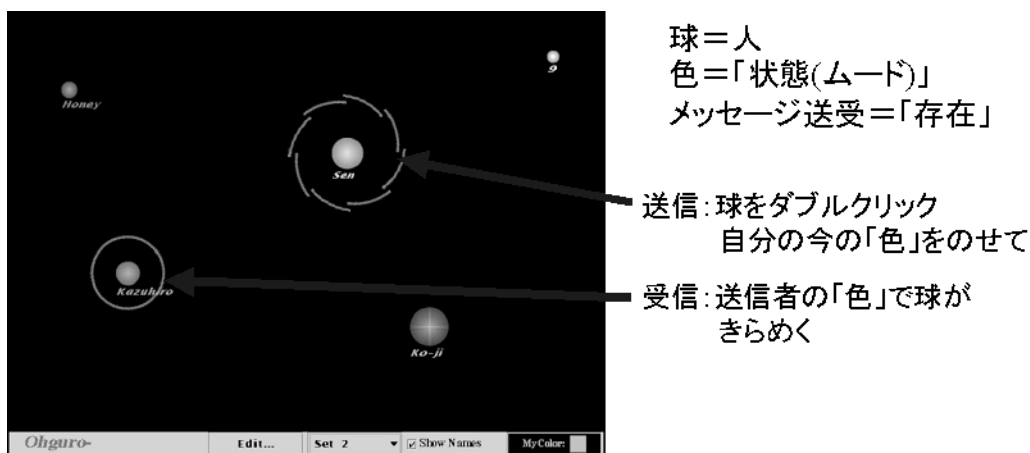 球＝人
色＝「状態(ムード)」
メッセージ送受＝「存在」
9
Honey
Sen
送信：球をダブルクリック
自分の今の「色」をのせて
Kazuhiro
受信：送信者の「色」で球が
きらめく
Ko-ji
Ohguro-
Edit...
Set 2
Show Names
My Color: